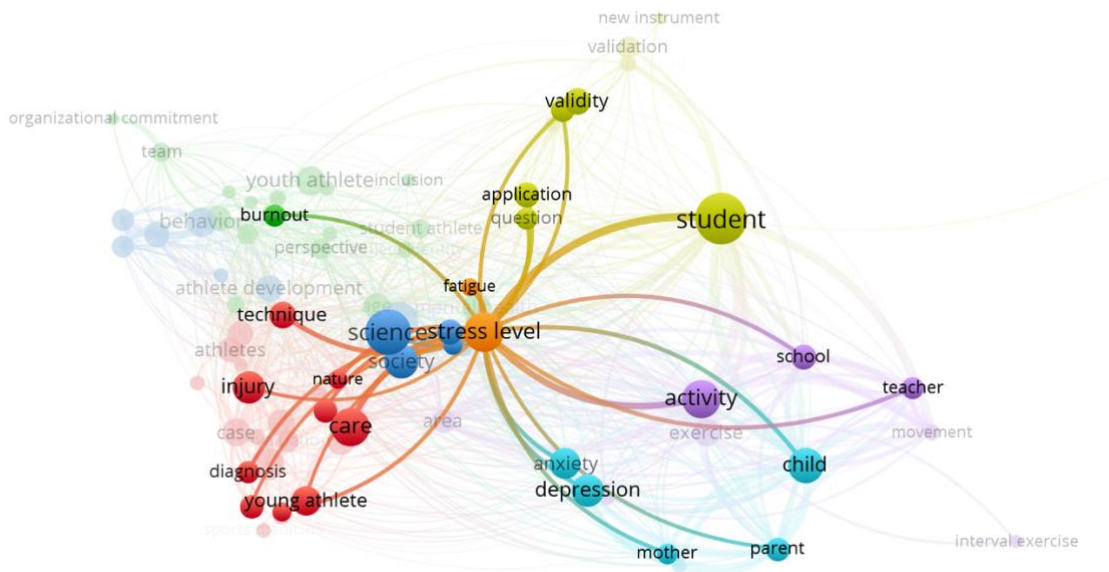 new instrument
validation
validity
organizational commitment
team
youth athlete
inclusion
application
burnout
behavior
question
student
student athlete
perspective
athlete development
fatigue
technique
science
stress level
athletes
society
school
injury
nature
teacher
activity
care
area
case
exercise
movement
diagnosis
anxiety
child
depression
young athlete
interval exercise
mother
parent